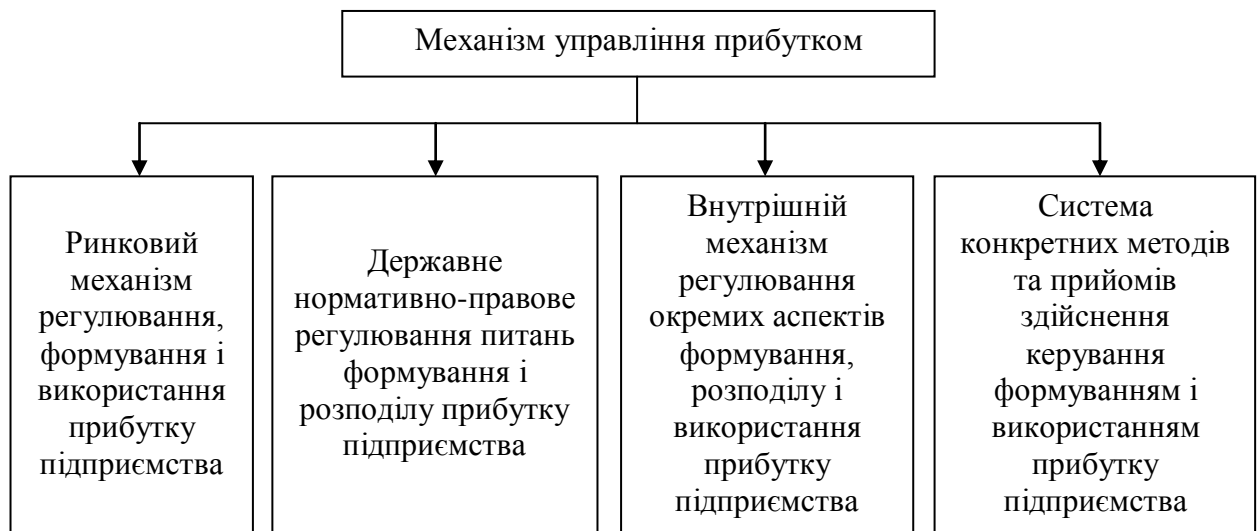 Механізм управління прибутком
Ринковий
механізм
регулювання,
формування і
використання
прибутку
підприємства
Державне
нормативно-правове
регулювання питань
формування і
розподілу прибутку
підприємства
Внутрішній
механізм
регулювання
окремих аспектів
формування,
розподілу і
використання
прибутку
підприємства
Система
конкретних методів
та прийомів
здійснення
керування
формуванням і
використанням
прибутку
підприємства